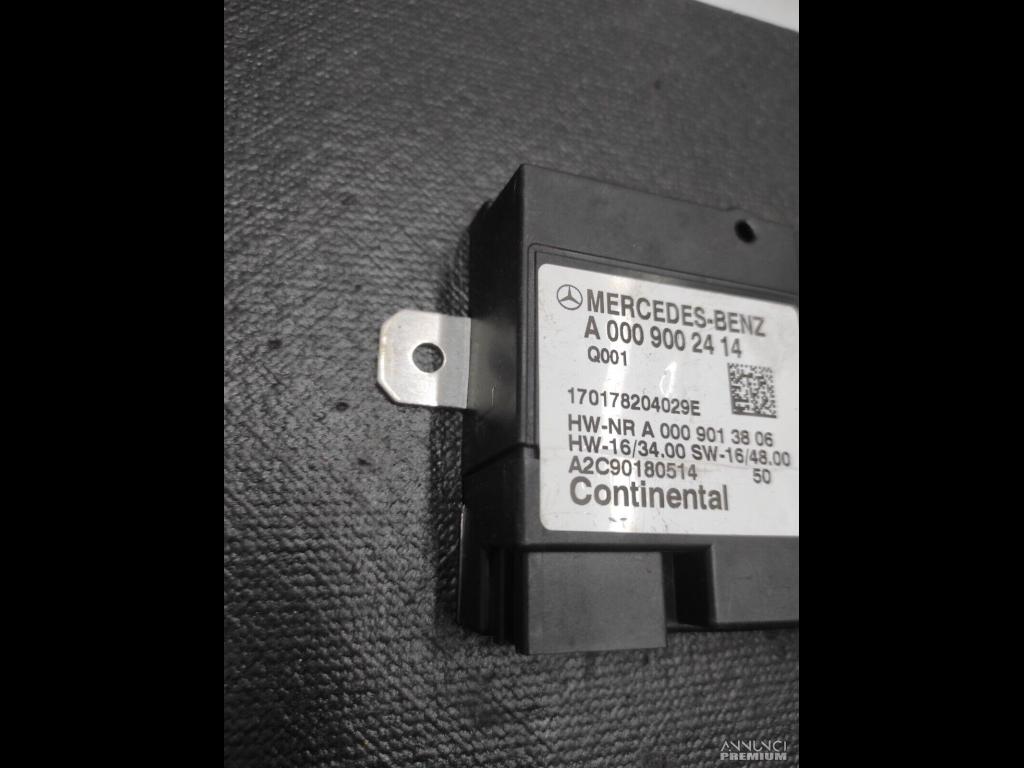 MERCEDES-BENZ
A 000 900 24 14
Q001
170178204029E
HW-NR A 000 901 38 06
HW-16/34.00 SW-16/48.00
A2C90180514 50
Continental
ANNUNCI
PREMIUM